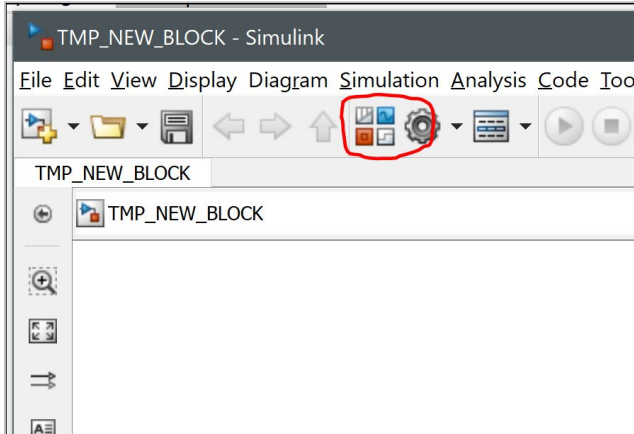 TMP_NEW_BLOCK - Simulink
File Edit View Display Diagram Simulation Analysis Code
TMP_NEW_BLOCK
TMP_NEW_BLOCK